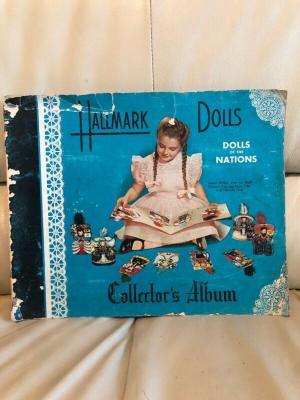 HALLMARK DOLLS
DOLLS
OF THE
NATIONS
Collector's Album